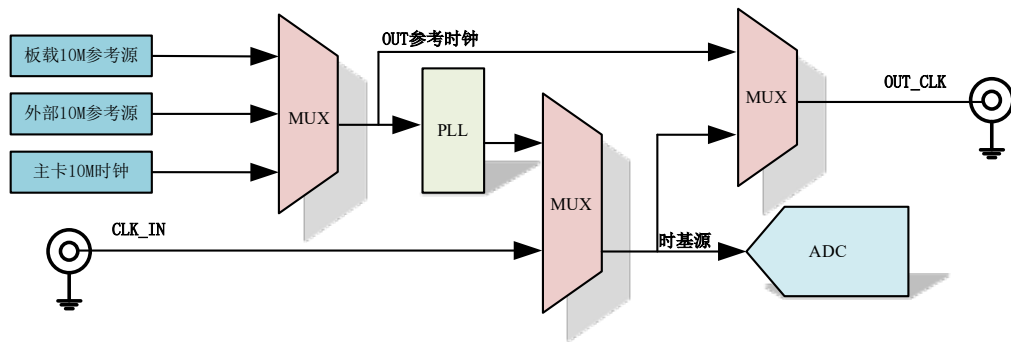 板载10M参考源
外部10M参考源
主卡10M时钟
MUX
OUT参考时钟
PLL
MUX
MUX
OUT_CLK
CLK_IN
时基源
ADC